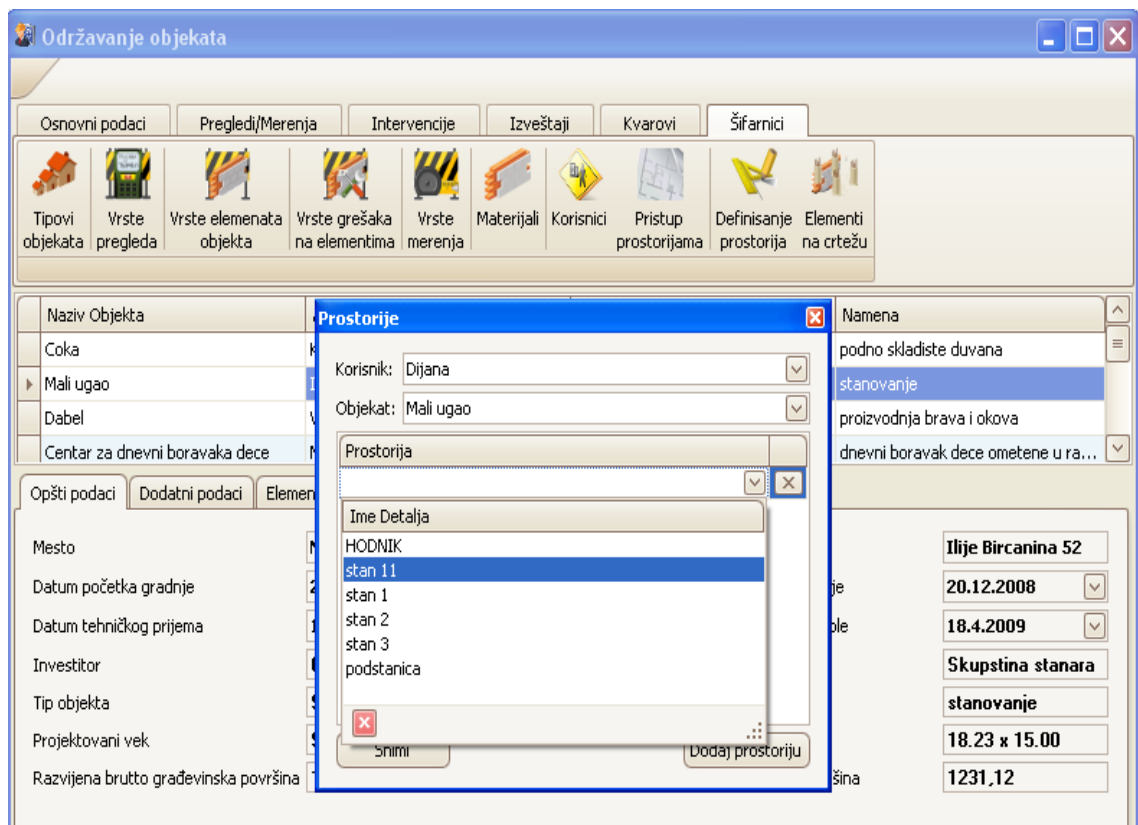 Održavanje objekata
Osnovni podaci Pregledi/Merenja Intervencije Izveštaji Kvarovi Šifarnici
Tipovi objekata
Vrste pregleda
Vrste elemenata objekta
Vrste grešaka na elementima
Vrste merenja
Materijali
Korisnici
Pristup prostorijama
Definisanje prostorija
Elementi na crtežu
Naziv Objekta Namena
Coka podno skladiste duvana
Mali ugao stanovanje
Dabel proizvodnja brava i okova
Centar za dnevni boravaka dece dnevni boravak dece ometene u ra...
Prostorije
Korisnik: Dijana
Objekat: Mali ugao
Prostorija
Ime Detalja
HODNIK
stan 11
stan 1
stan 2
stan 3
podstanica
Snimi Dodaj prostoriju
Opšti podaci Dodatni podaci Elemen
Mesto Ilije Bircanina 52
Datum početka gradnje je 20.12.2008
Datum tehničkog prijema ole 18.4.2009
Investitor Skupstina stanara
Tip objekta stanovanje
Projektovani vek 18.23 x 15.00
Razvijena brutto građevinska površina šina 1231,12